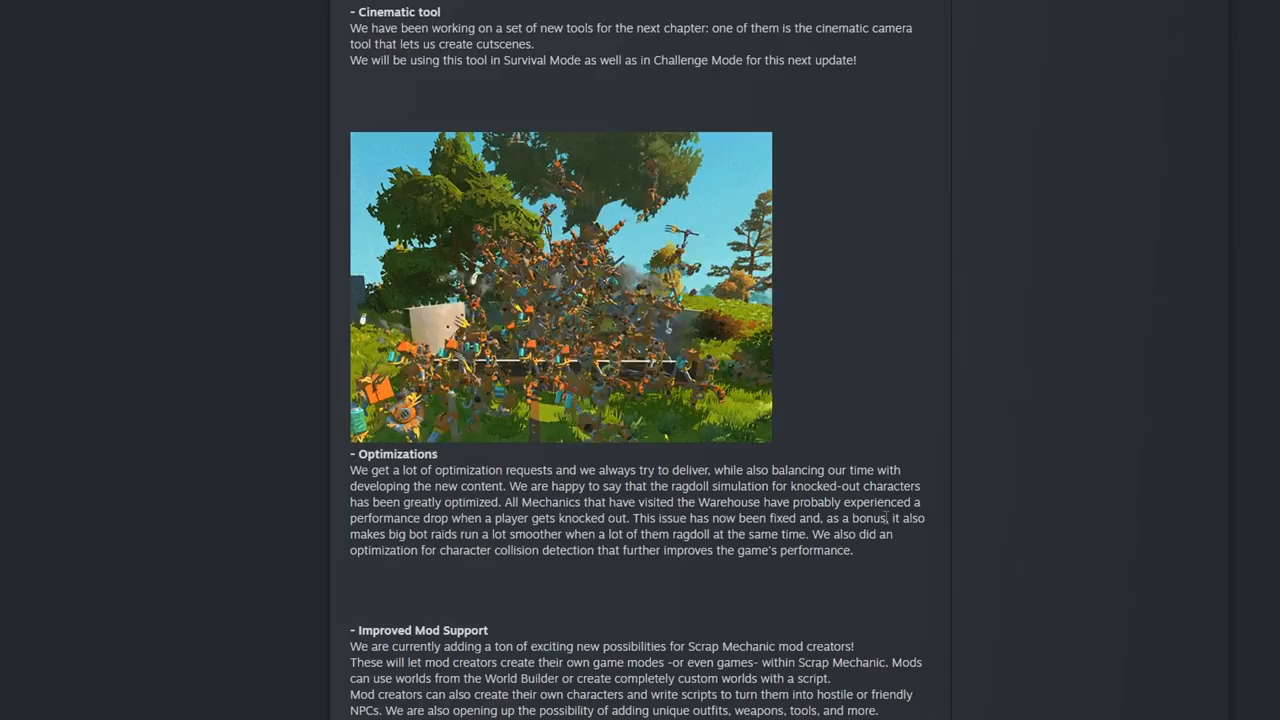 - Cinematic tool
We have been working on a set of new tools for the next chapter: one of them is the cinematic camera
tool that lets us create cutscenes.
We will be using this tool in Survival Mode as well as in Challenge Mode for this next update!
- Optimizations
We get a lot of optimization requests and we always try to deliver, while also balancing our time with
developing the new content. We are happy to say that the ragdoll simulation for knocked-out characters
has been greatly optimized. All Mechanics that have visited the Warehouse have probably experienced a
performance drop when a player gets knocked out. This issue has now been fixed and, as a bonus, it also
makes big bot raids run a lot smoother when a lot of them ragdoll at the same time. We also did an
optimization for character collision detection that further improves the game's performance.
- Improved Mod Support
We are currently adding a ton of exciting new possibilities for Scrap Mechanic mod creators!
These will let mod creators create their own game modes -or even games- within Scrap Mechanic. Mods
can use worlds from the World Builder or create completely custom worlds with a script.
Mod creators can also create their own characters and write scripts to turn them into hostile or friendly
NPCs. We are also opening up the possibility of adding unique outfits, weapons, tools, and more.